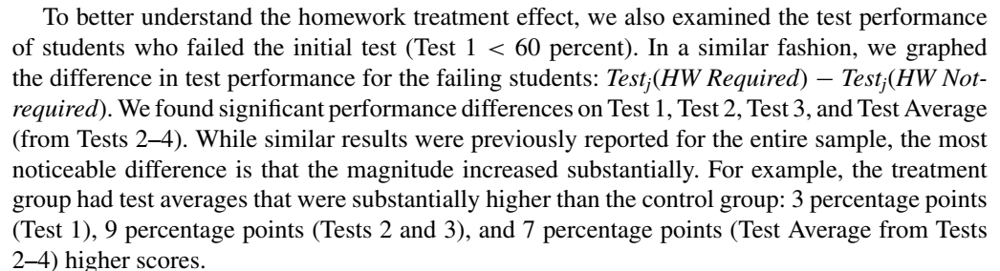 To better understand the homework treatment effect, we also examined the test performance
of students who failed the initial test (Test 1 < 60 percent). In a similar fashion, we graphed
the difference in test performance for the failing students: Testj(HW Required) − Testj(HW Not-
required). We found significant performance differences on Test 1, Test 2, Test 3, and Test Average
(from Tests 2–4). While similar results were previously reported for the entire sample, the most
noticeable difference is that the magnitude increased substantially. For example, the treatment
group had test averages that were substantially higher than the control group: 3 percentage points
(Test 1), 9 percentage points (Tests 2 and 3), and 7 percentage points (Test Average from Tests
2–4) higher scores.